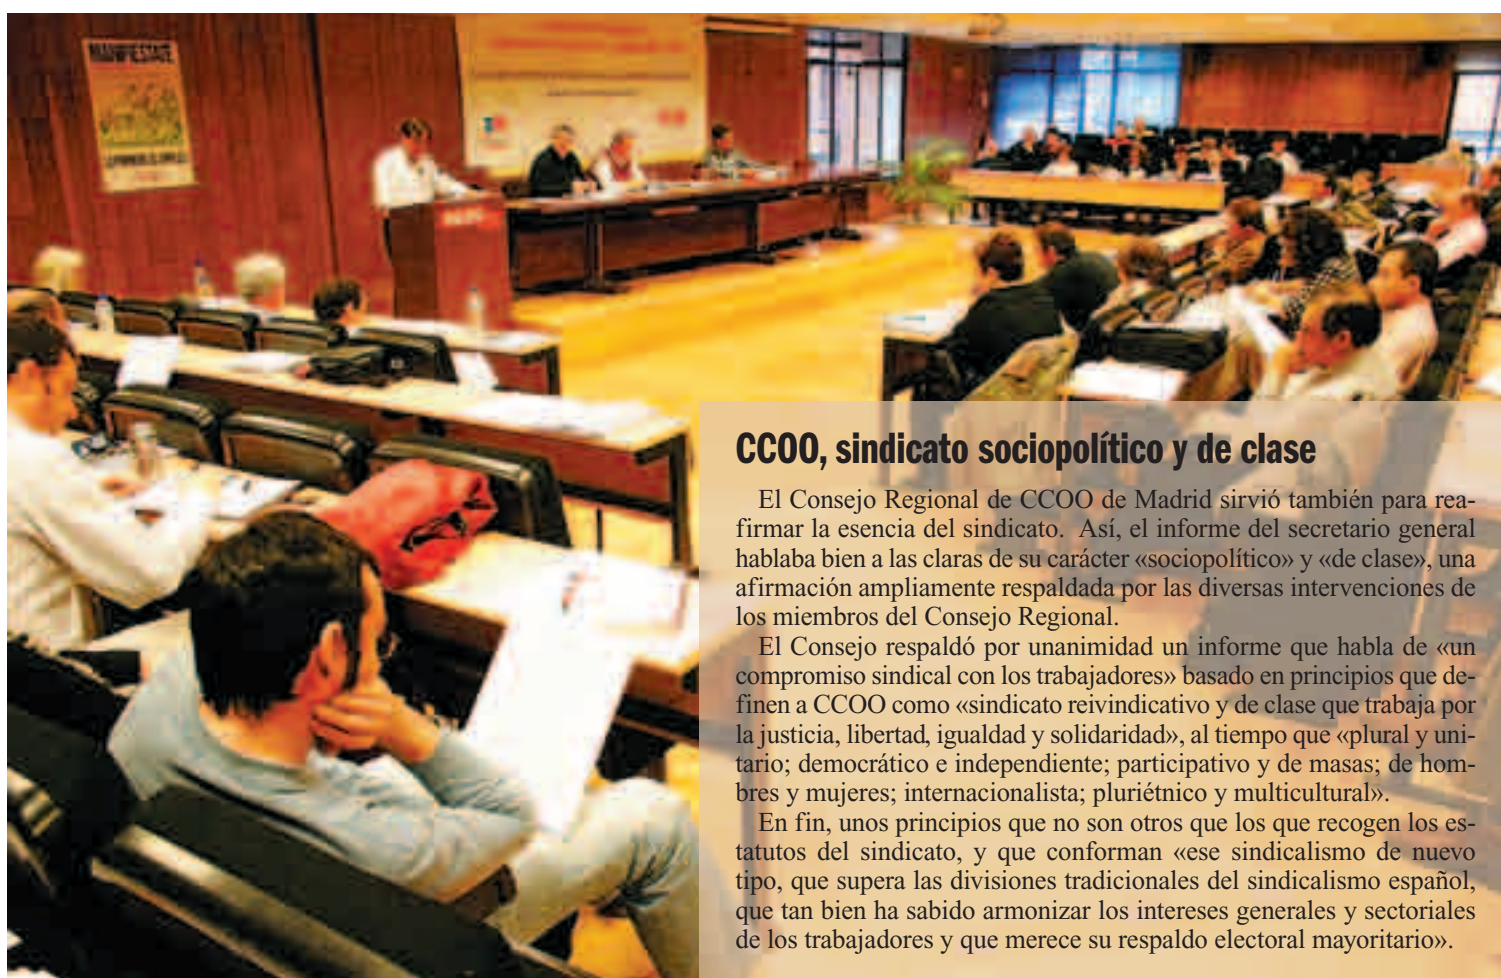 MANIFIESTATE
CCOO, sindicato sociopolítico y de clase
El Consejo Regional de CCOO de Madrid sirvió también para rea-
firmar la esencia del sindicato. Así, el informe del secretario general
hablaba bien a las claras de su carácter «sociopolítico» y «de clase», una
afirmación ampliamente respaldada por las diversas intervenciones de
los miembros del Consejo Regional.
El Consejo respaldó por unanimidad un informe que habla de «un
compromiso sindical con los trabajadores» basado en principios que de-
finen a CCOO como «sindicato reivindicativo y de clase que trabaja por
la justicia, libertad, igualdad y solidaridad», al tiempo que «plural y uni-
tario; democrático e independiente; participativo y de masas; de hom-
bres y mujeres; internacionalista; pluriétnico y multicultural».
En fin, unos principios que no son otros que los que recogen los es-
tatutos del sindicato, y que conforman «ese sindicalismo de nuevo
tipo, que supera las divisiones tradicionales del sindicalismo español,
que tan bien ha sabido armonizar los intereses generales y sectoriales
de los trabajadores y que merece su respaldo electoral mayoritario».